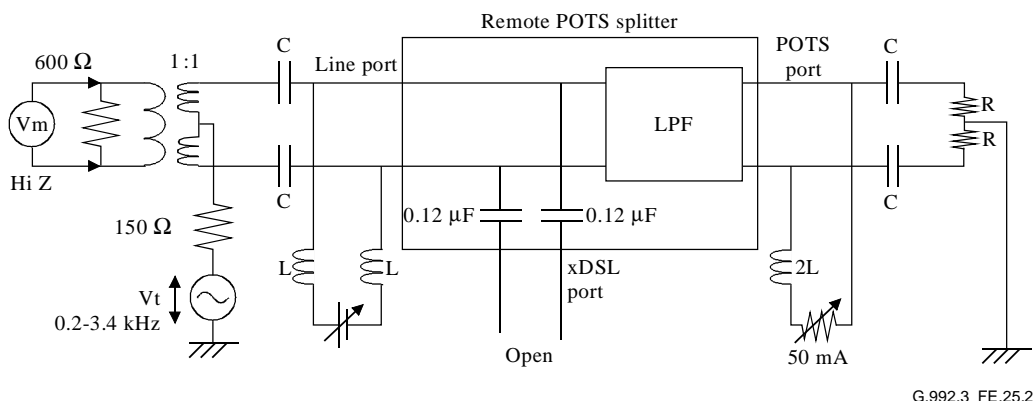 Remote POTS splitter
C
Line port
POTS
port
C
600 Ω
1 :1
Vm
LPF
R
R
Hi Z
C
0.12 µF
0.12 µF
C
150 Ω
L
L
xDSL
port
2L
Vt
0.2-3.4 kHz
Open
50 mA
G.992.3_FE.25.2